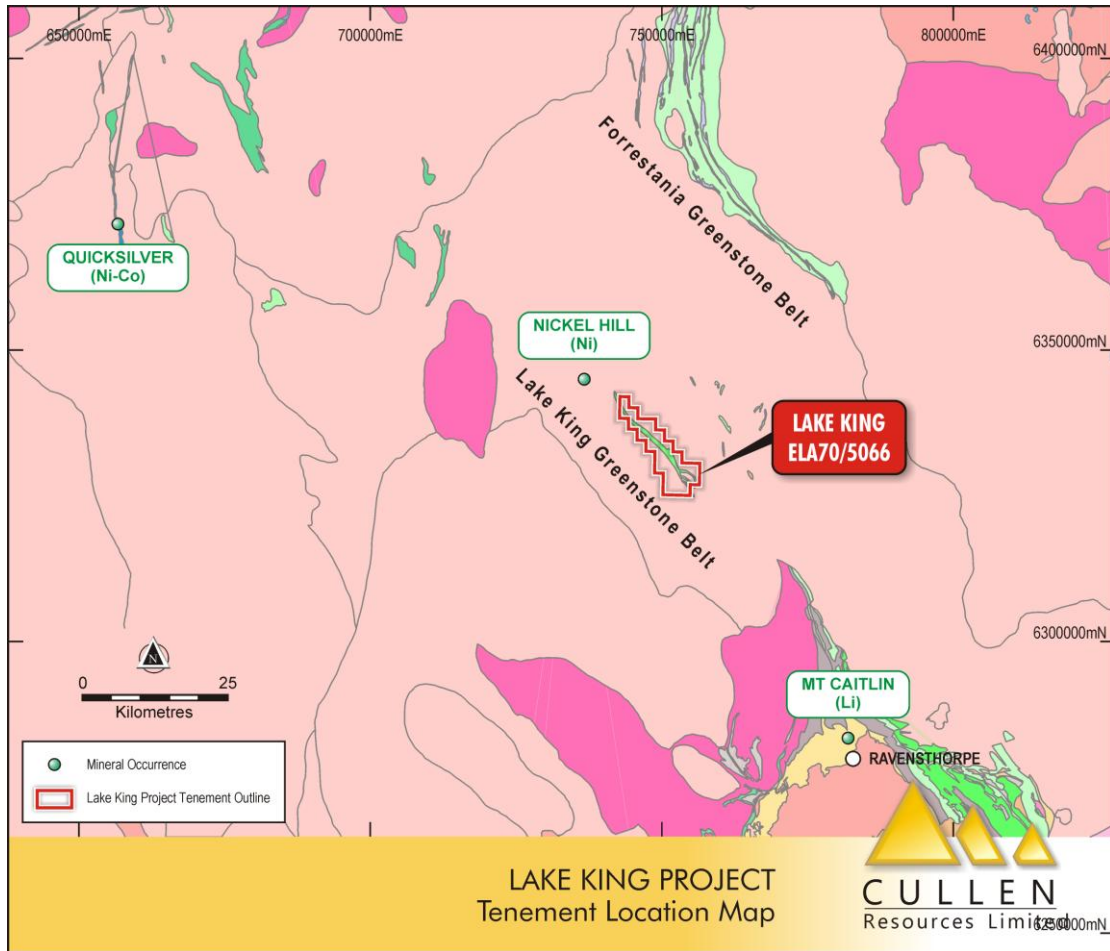 650000mE
700000mE
750000mE
800000mE
6400000mN
Forrestania Greenstone Belt
QUICKSILVER
(Ni-Co)
NICKEL HILL
(Ni)
6350000mN
Lake King Greenstone Belt
LAKE KING
ELA70/5066
6300000mN
N
0
25
Kilometres
MT CAITLIN
(Li)
RAVENSTHORPE
Mineral Occurrence
Lake King Project Tenement Outline
LAKE KING PROJECT
Tenement Location Map
CULLEN
Resources Limited
6250000mN